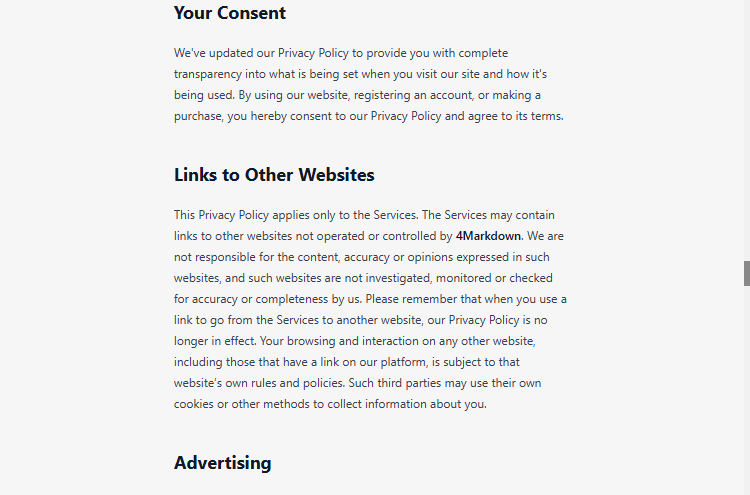 Your Consent
We've updated our Privacy Policy to provide you with complete
transparency into what is being set when you visit our site and how it's
being used. By using our website, registering an account, or making a
purchase, you hereby consent to our Privacy Policy and agree to its terms.
Links to Other Websites
This Privacy Policy applies only to the Services. The Services may contain
links to other websites not operated or controlled by 4Markdown. We are
not responsible for the content, accuracy or opinions expressed in such
websites, and such websites are not investigated, monitored or checked
for accuracy or completeness by us. Please remember that when you use a
link to go from the Services to another website, our Privacy Policy is no
longer in effect. Your browsing and interaction on any other website,
including those that have a link on our platform, is subject to that
website's own rules and policies. Such third parties may use their own
cookies or other methods to collect information about you.
Advertising